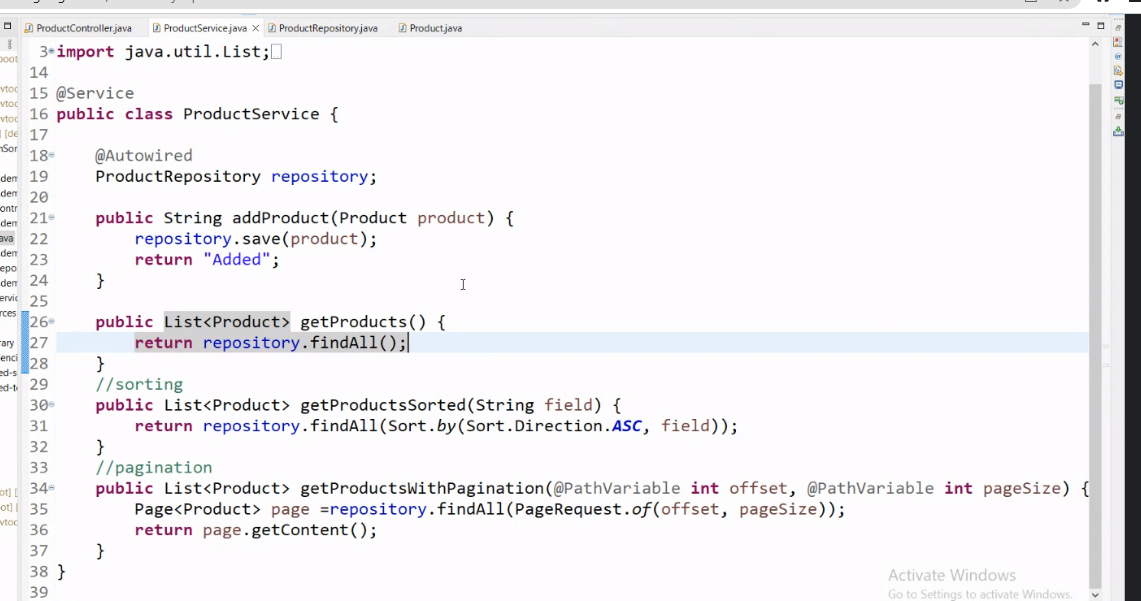 ProductController.java ProductService.java ProductRepository.java Product.java
3 import java.util.List;
14
15 @Service
16 public class ProductService {
17
18 @Autowired
19 ProductRepository repository;
20
21 public String addProduct(Product product) {
22 repository.save(product);
23 return "Added";
24 }
25
26 public List<Product> getProducts() {
27 return repository.findAll();
28 }
29 //sorting
30 public List<Product> getProductsSorted(String field) {
31 return repository.findAll(Sort.by(Sort.Direction.ASC, field));
32 }
33 //pagination
34 public List<Product> getProductsWithPagination(@PathVariable int offset, @PathVariable int pageSize) {
35 Page<Product> page =repository.findAll(PageRequest.of(offset, pageSize));
36 return page.getContent();
37 }
38 }
39
Activate Windows
Go to Settings to activate Windows.